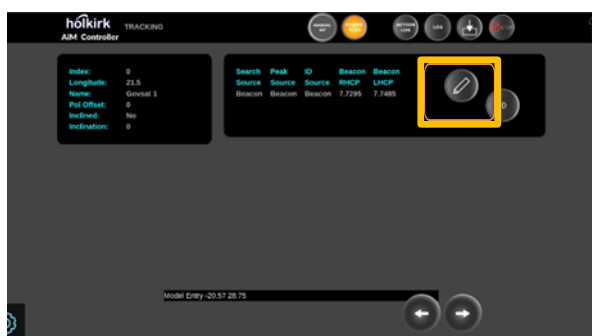 holkirk TRACKING
AiM Controller
LOG
Index: 0
Longitude: 21.5
Name: Govsat 1
Pol Offset: 0
Inclined: No
Inclination: 0
Search Peak ID Beacon Beacon
Source Source Source RHCP LHCP
Beacon Beacon Beacon 7.7295 7.7485
D
Model Entry -20.57 28.75